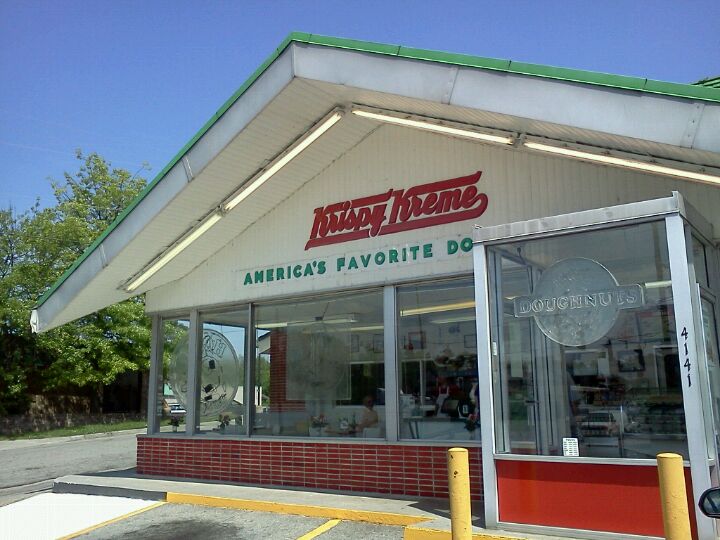 Krispy Kreme
AMERICA'S FAVORITE DO
DOUGHNUTS
4141